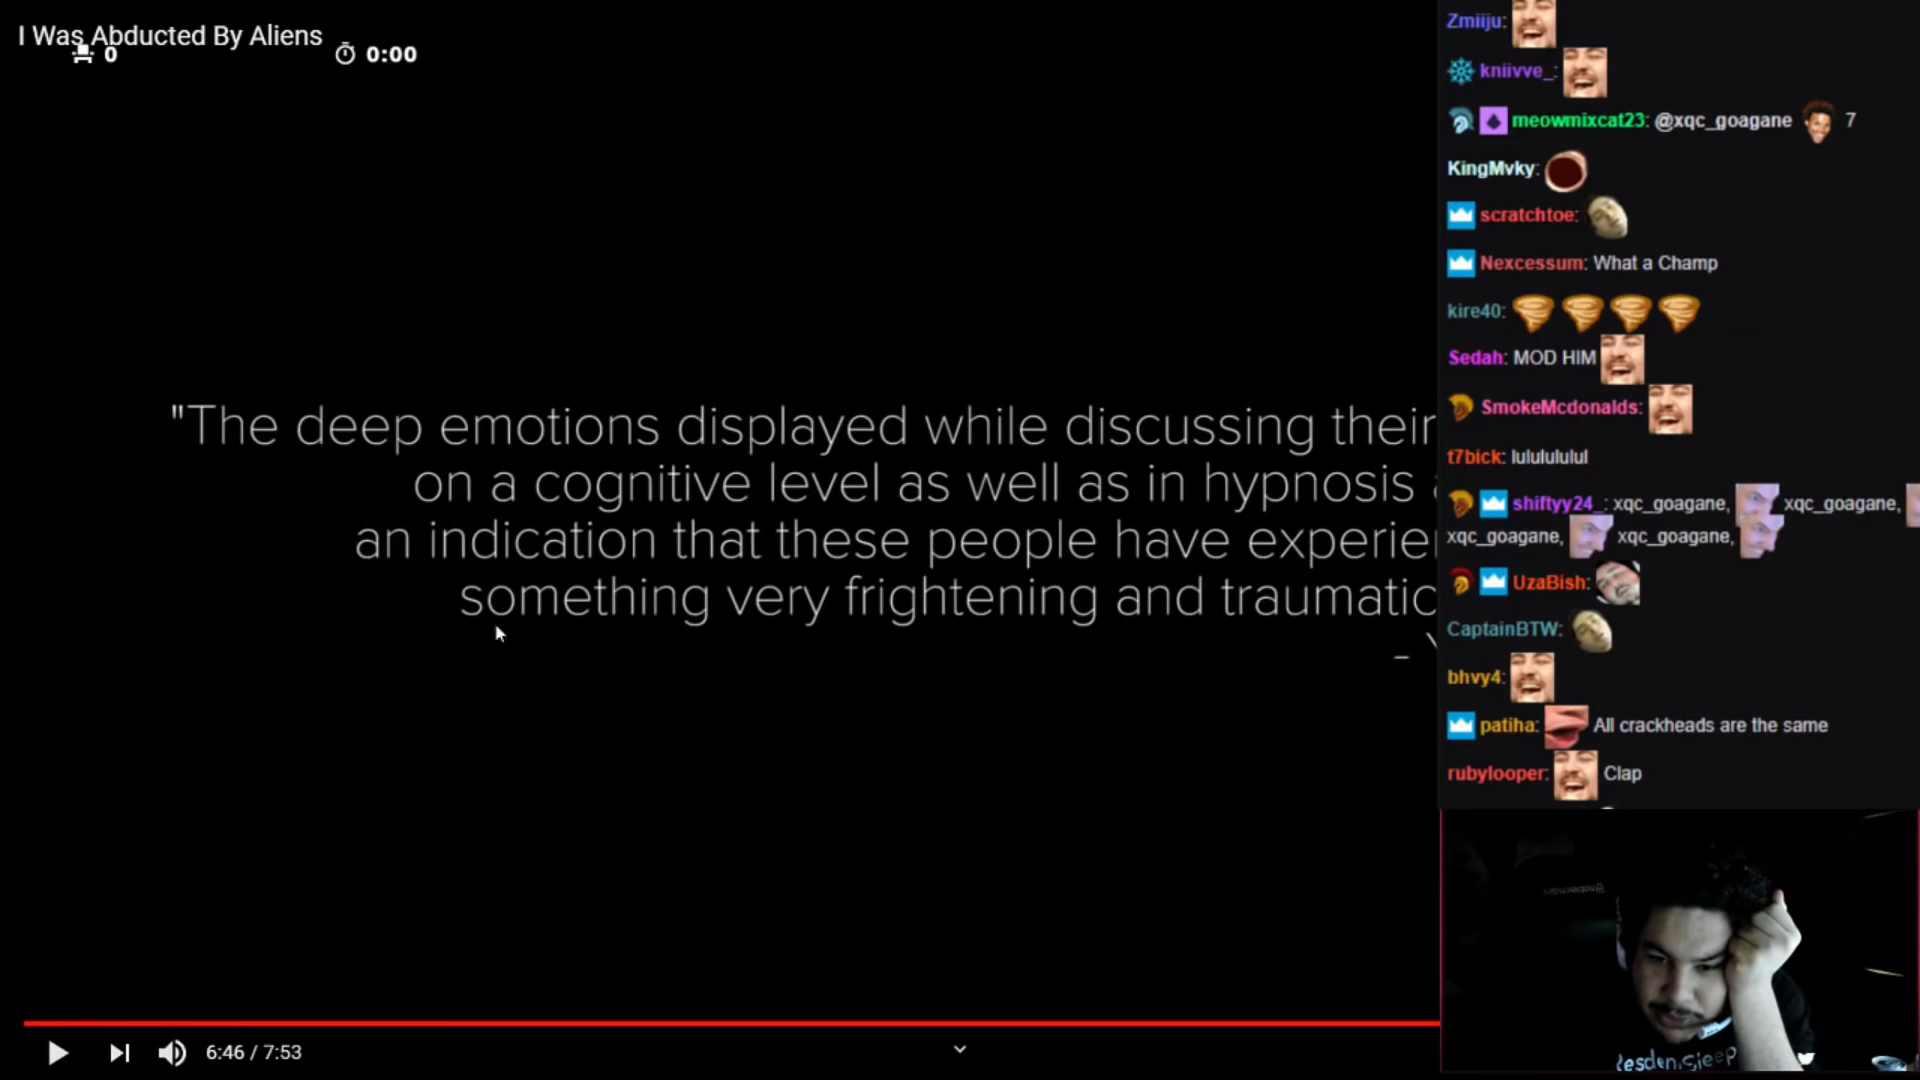 I Was Abducted By Aliens
0
0:00
"The deep emotions displayed while discussing their
on a cognitive level as well as in hypnosis
an indication that these people have experie
something very frightening and traumatic
-
6:46 / 7:53
Zmiiju:
kniivve_:
meowmixcat23: @xqc_goagane 7
KingMvky:
scratchtoe:
Nexcessum: What a Champ
kire40:
Sedah: MOD HIM
SmokeMcdonalds:
t7bick: lululululul
shiftyy24_: xqc_goagane, xqc_goagane,
xqc_goagane, xqc_goagane,
UzaBish:
CaptainBTW:
bhvy4:
patiha: All crackheads are the same
rubylooper: Clap